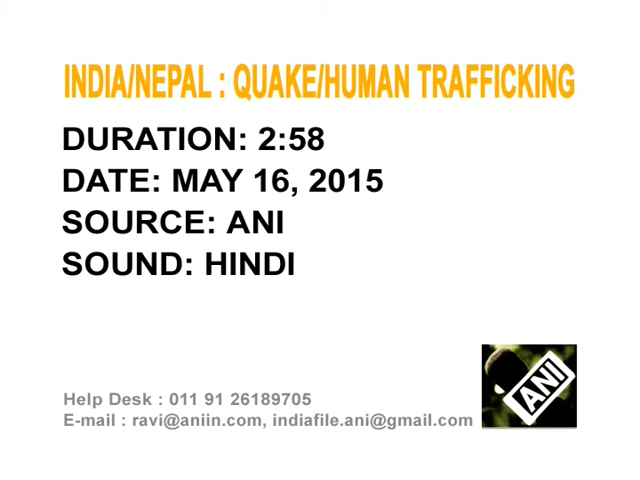 INDIA/NEPAL : QUAKE/HUMAN TRAFFICKING
DURATION: 2:58
DATE: MAY 16, 2015
SOURCE: ANI
SOUND: HINDI
Help Desk : 011 91 26189705
E-mail : ravi@aniin.com, indiafile.ani@gmail.com
ANI